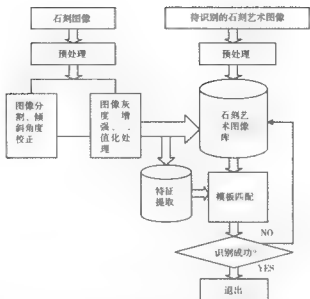 石刻图像
待识别的石刻艺术图像
预处理
预处理
图像分
割、倾
斜角度
校正
图像灰
度 增
强、
值化处
理
石刻艺
术图像
库
特征
提取
模板匹配
NO
识别成功?
YES
退出